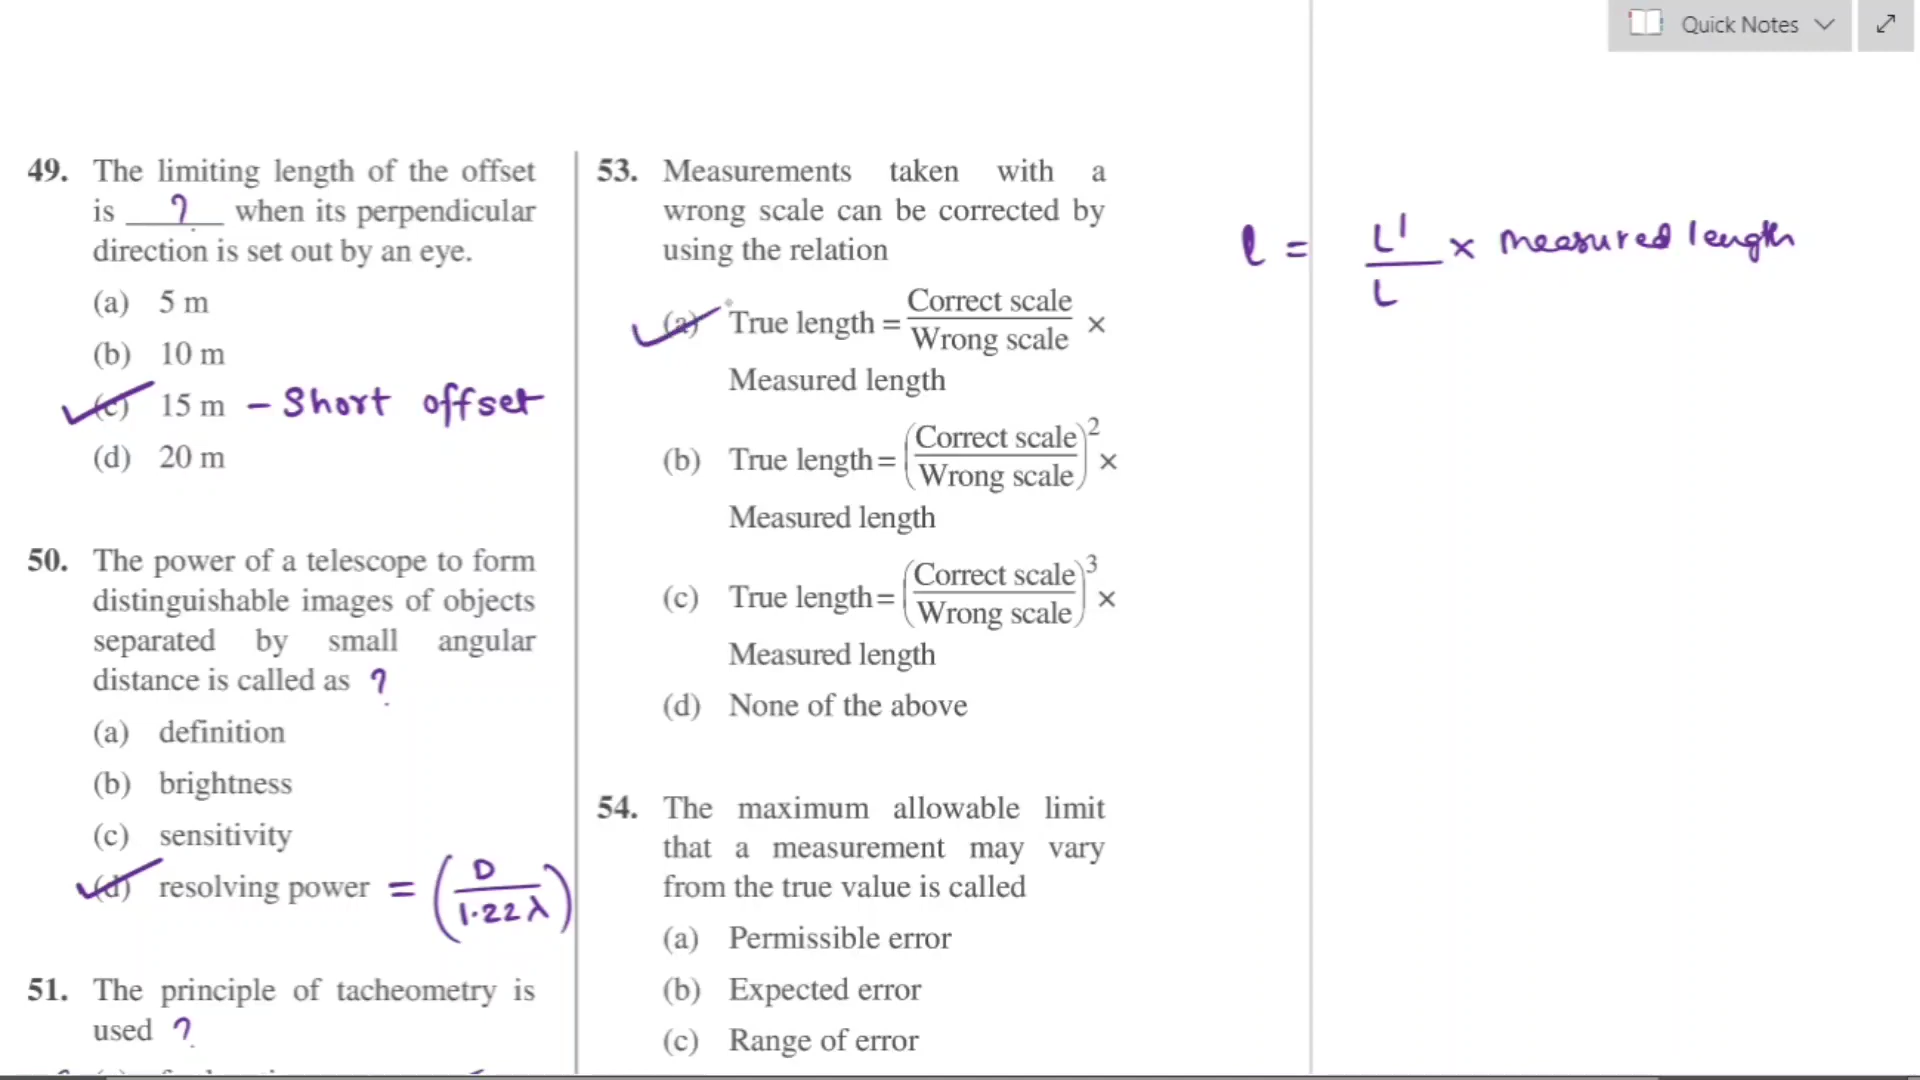 Quick Notes
49. The limiting length of the offset
is ? when its perpendicular
direction is set out by an eye.
(a) 5 m
(b) 10 m
(c) 15 m – Short offset
(d) 20 m
50. The power of a telescope to form
distinguishable images of objects
separated by small angular
distance is called as ?
(a) definition
(b) brightness
(c) sensitivity
(d) resolving power = (D/1.22λ)
51. The principle of tacheometry is
used ?
53. Measurements taken with a
wrong scale can be corrected by
using the relation
(a) True length = Correct scale/Wrong scale ×
Measured length
(b) True length = (Correct scale/Wrong scale)² ×
Measured length
(c) True length = (Correct scale/Wrong scale)³ ×
Measured length
(d) None of the above
54. The maximum allowable limit
that a measurement may vary
from the true value is called
(a) Permissible error
(b) Expected error
(c) Range of error
l = L'/L × measured length